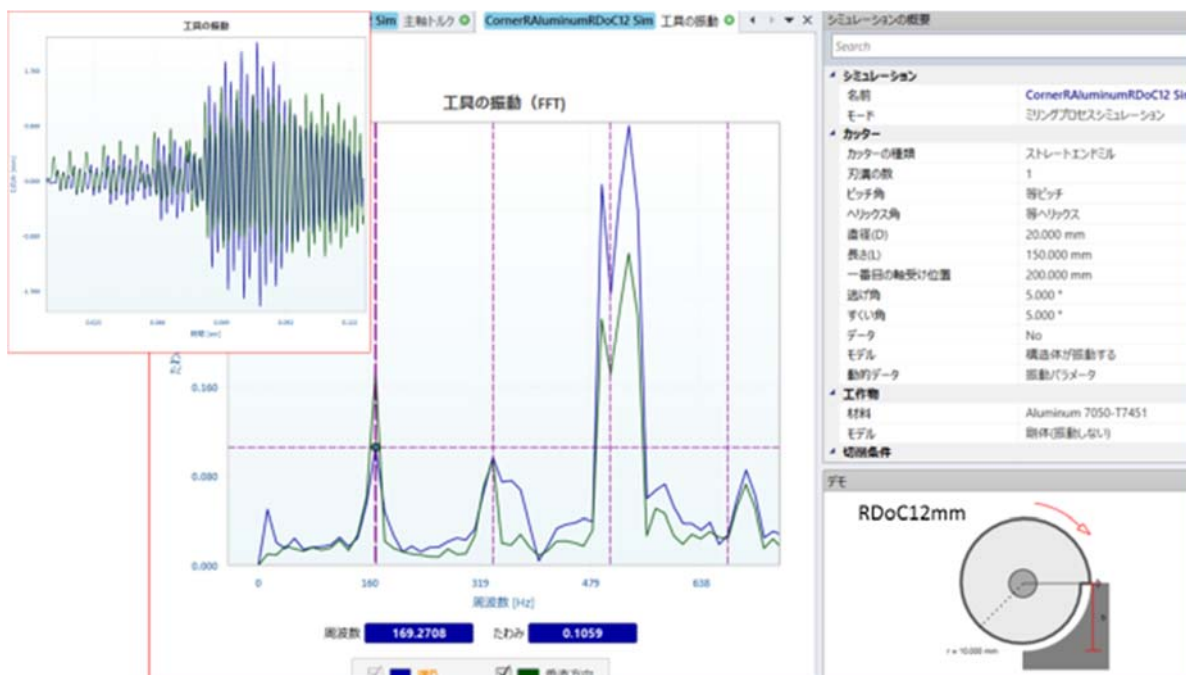 工具の振動
時間 [sec]
Sim 主軸トルク
CornerRAluminumRDoC12 Sim 工具の振動
工具の振動（FFT)
0.160
0.080
0.000
0 160 319 479 638
周波数 [Hz]
周波数 169.2708 たわみ 0.1059
垂直方向
シミュレーションの概要
Search
シミュレーション
名前 CornerRAluminumRDoC12 Sim
モード ミリングプロセスシミュレーション
カッター
カッターの種類 ストレートエンドミル
刃溝の数 1
ピッチ角 等ピッチ
ヘリックス角 等ヘリックス
直径(D) 20.000 mm
長さ(L) 150.000 mm
一番目の軸受け位置 200.000 mm
逃げ角 5.000 °
すくい角 5.000 °
データ No
モデル 構造体が振動する
動的データ 振動パラメータ
工作物
材料 Aluminum 7050-T7451
モデル 剛体(振動しない)
切削条件
デモ
RDoC12mm
r = 10.000 mm
b